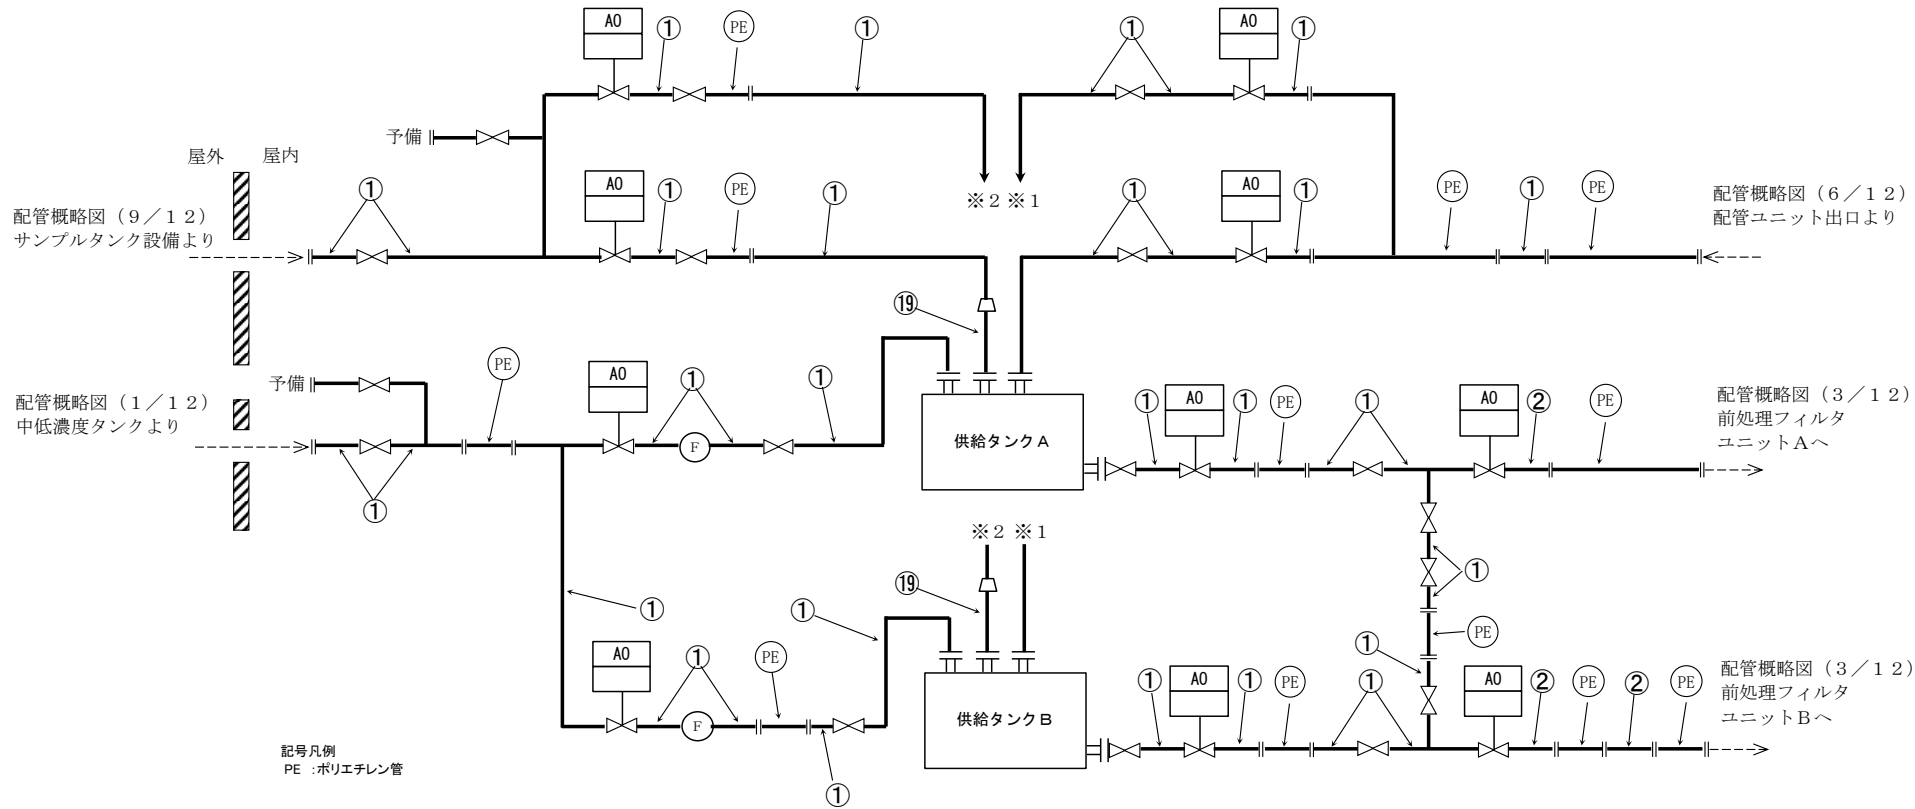 AO ① PE ① ① AO ①
予備
屋外 屋内
① AO ① PE ① ※2 ※1 ① AO ① PE ① PE
配管概略図(9/12)
サンプルタンク設備より
配管概略図(6/12)
配管ユニット出口より
⑲
予備 PE AO ① ①
配管概略図(1/12)
中低濃度タンクより
F
①
供給タンクA
① AO ① PE ① AO ② PE
配管概略図(3/12)
前処理フィルタ
ユニットAへ
※2 ※1
①
⑲
① ①
PE
①
AO ① PE
F
①
供給タンクB
① AO ① PE ① AO ② PE ② PE
配管概略図(3/12)
前処理フィルタ
ユニットBへ
記号凡例
PE :ポリエチレン管